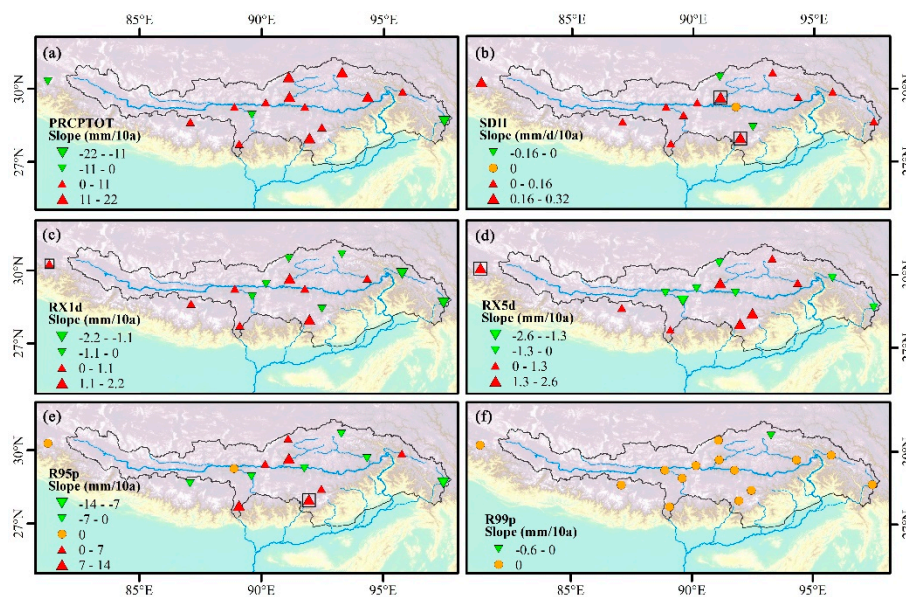 85°E 90°E 95°E 85°E 90°E 95°E
(a)
30°N
PRCPTOT
Slope (mm/10a)
-22 - -11
-11 - 0
0 - 11
11 - 22
27°N
(b)
30°N
SDII
Slope (mm/d/10a)
-0.16 - 0
0
0 - 0.16
0.16 - 0.32
27°N
(c)
30°N
RX1d
Slope (mm/10a)
-2.2 - -1.1
-1.1 - 0
0 - 1.1
1.1 - 2.2
27°N
(d)
30°N
RX5d
Slope (mm/10a)
-2.6 - -1.3
-1.3 - 0
0 - 1.3
1.3 - 2.6
27°N
(e)
30°N
R95p
Slope (mm/10a)
-14 - -7
-7 - 0
0
0 - 7
7 - 14
27°N
(f)
30°N
R99p
Slope (mm/10a)
-0.6 - 0
0
27°N
85°E 90°E 95°E 85°E 90°E 95°E